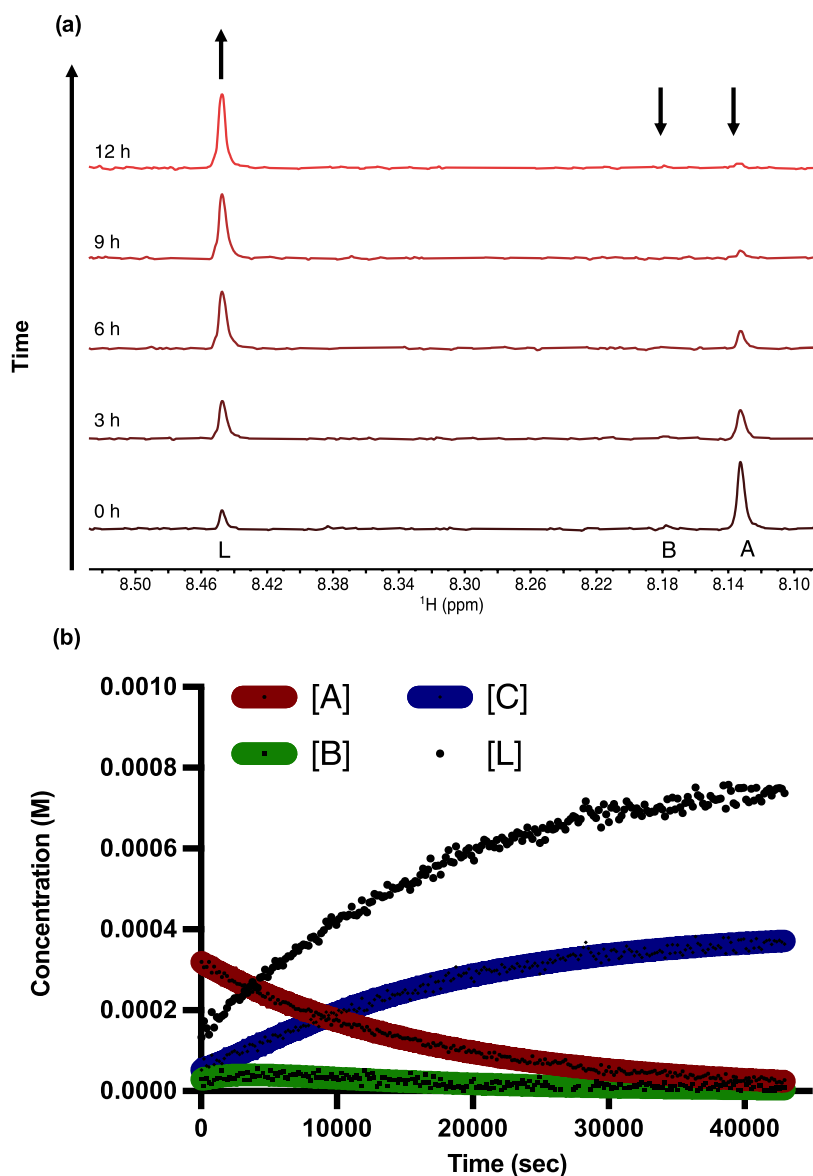 (a)
Time
12 h
9 h
6 h
3 h
0 h
L B A
8.50 8.46 8.42 8.38 8.34 8.30 8.26 8.22 8.18 8.14 8.10
¹H (ppm)
(b)
Concentration (M)
0.0010
0.0008
0.0006
0.0004
0.0002
0.0000
[A] [C]
[B] [L]
0 10000 20000 30000 40000
Time (sec)